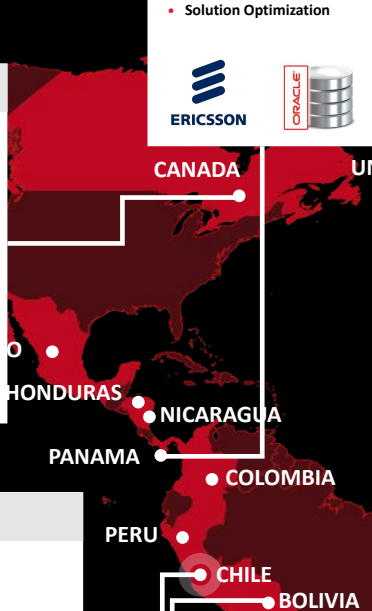 • Solution Optimization
ERICSSON
ORACLE
CANADA
UN
O
HONDURAS
NICARAGUA
PANAMA
COLOMBIA
PERU
CHILE
BOLIVIA